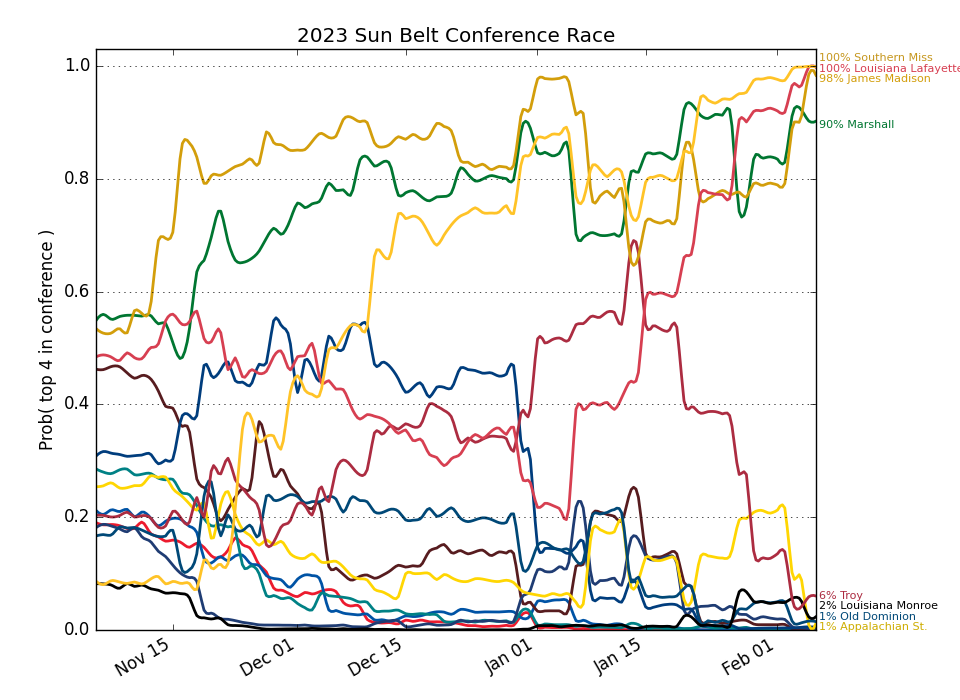 2023 Sun Belt Conference Race
Prob( top 4 in conference )
1.0
0.8
0.6
0.4
0.2
0.0
Nov 15
Dec 01
Dec 15
Jan 01
Jan 15
Feb 01
100% Southern Miss
100% Louisiana Lafayette
98% James Madison
90% Marshall
6% Troy
2% Louisiana Monroe
1% Old Dominion
1% Appalachian St.